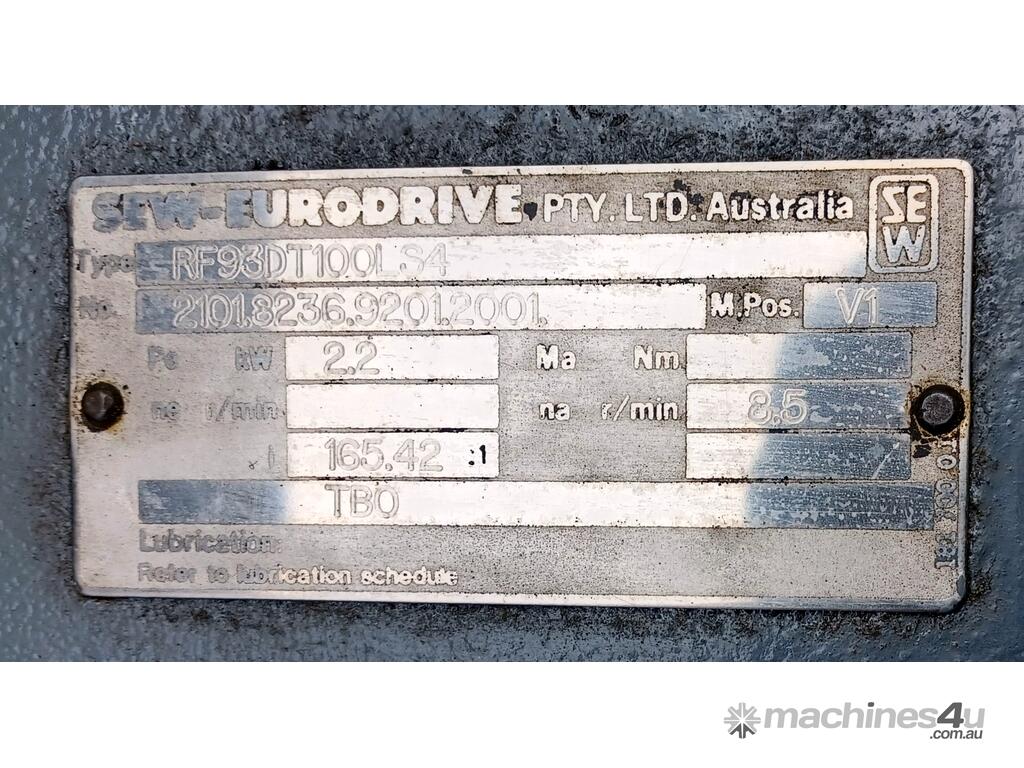 SEW-EURODRIVE PTY. LTD. Australia SEW
Type RF93DT100LS4
No. 2101.8236.9201.2001. M.Pos. V1
Pe kW 2.2 Ma Nm
ne r/min na r/min 8.5
i 165.42 :1
TBO
Lubrication:
Refer to lubrication schedule
machines4u
.com.au